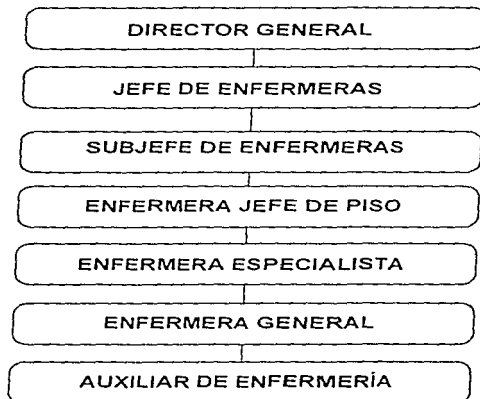 DIRECTOR GENERAL
JEFE DE ENFERMERAS
SUBJEFE DE ENFERMERAS
ENFERMERA JEFE DE PISO
ENFERMERA ESPECIALISTA
ENFERMERA GENERAL
AUXILIAR DE ENFERMERÍA